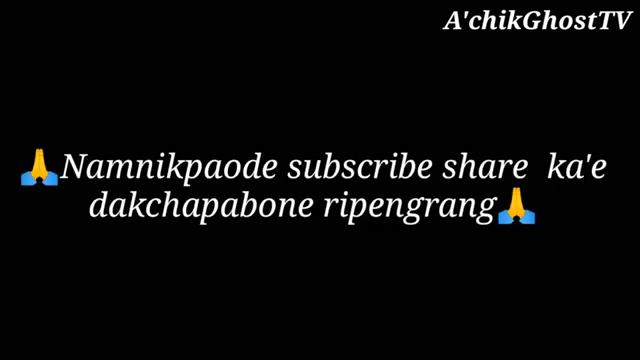 A'chikGhostTV
🙏Namnikpaode subscribe share ka'e
dakchapabone ripengrang🙏